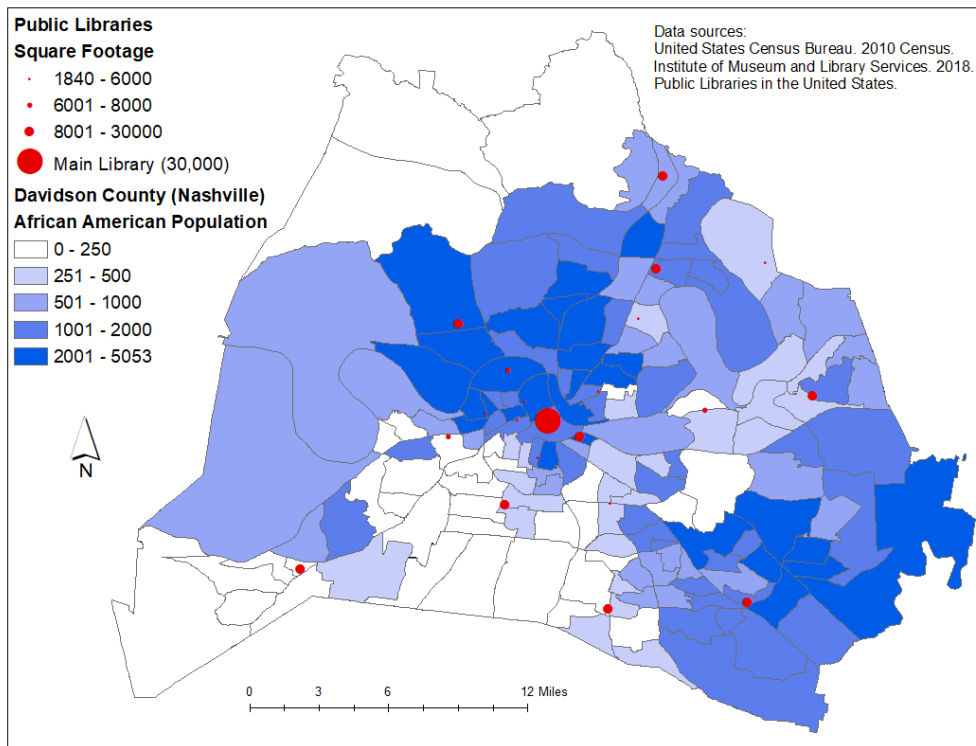 Public Libraries
Square Footage
1840 - 6000
6001 - 8000
8001 - 30000
Main Library (30,000)
Davidson County (Nashville)
African American Population
0 - 250
251 - 500
501 - 1000
1001 - 2000
2001 - 5053
Data sources:
United States Census Bureau. 2010 Census.
Institute of Museum and Library Services. 2018.
Public Libraries in the United States.
N
0 3 6 12 Miles